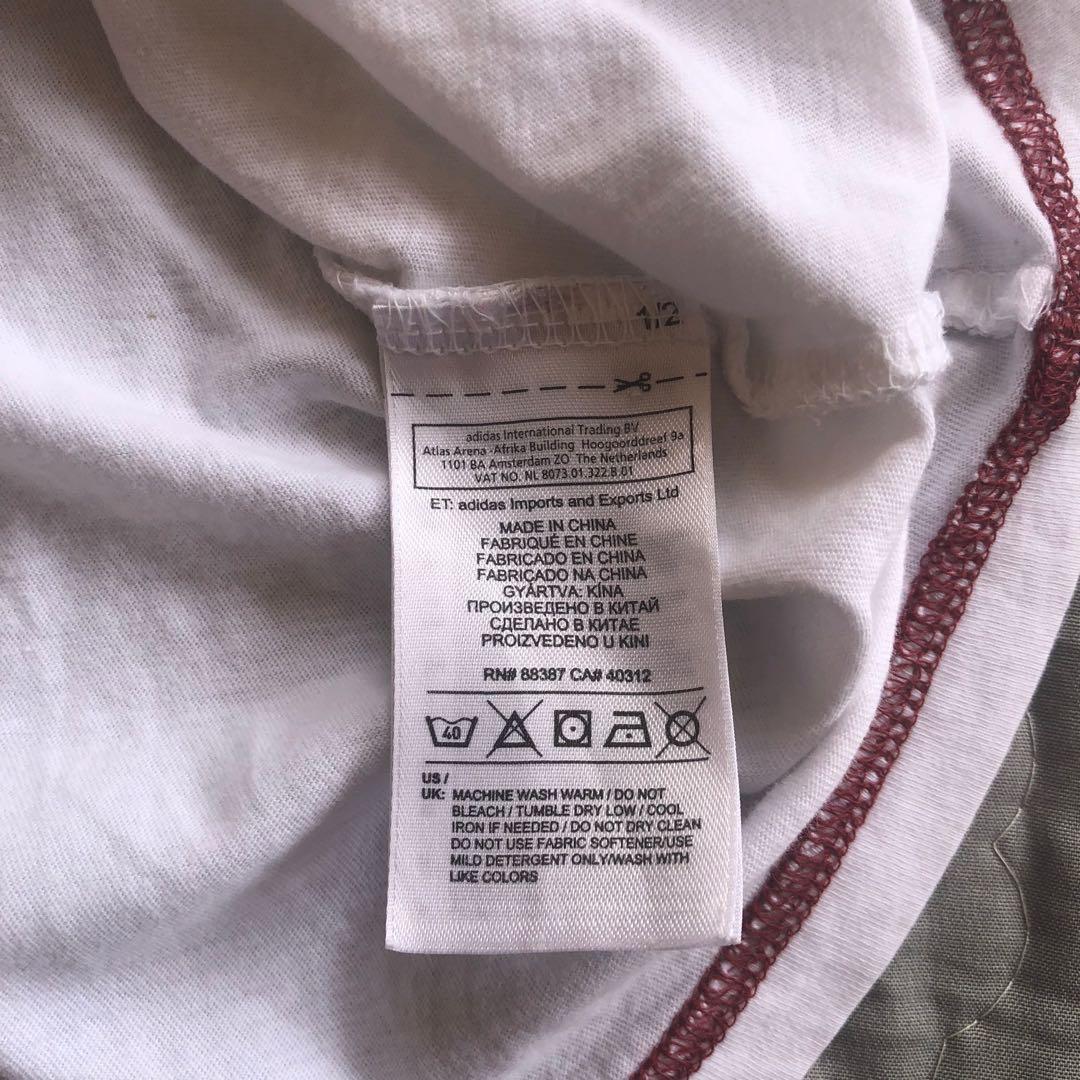 1/2
adidas International Trading BV
Atlas Arena -Afrika Building Hoogoorddreef 9a
1101 BA Amsterdam ZO The Netherlands
VAT NO. NL 8073.01.322.B.01
ET: adidas Imports and Exports Ltd
MADE IN CHINA
FABRIQUÉ EN CHINE
FABRICADO EN CHINA
FABRICADO NA CHINA
GYÁRTVA: KÍNA
ПРОИЗВЕДЕНО В КИТАЙ
СДЕЛАНО В КИТАЕ
PROIZVEDENO U KINI
RN# 88387 CA# 40312
40
US /
UK: MACHINE WASH WARM / DO NOT
BLEACH / TUMBLE DRY LOW / COOL
IRON IF NEEDED / DO NOT DRY CLEAN
DO NOT USE FABRIC SOFTENER/USE
MILD DETERGENT ONLY/WASH WITH
LIKE COLORS